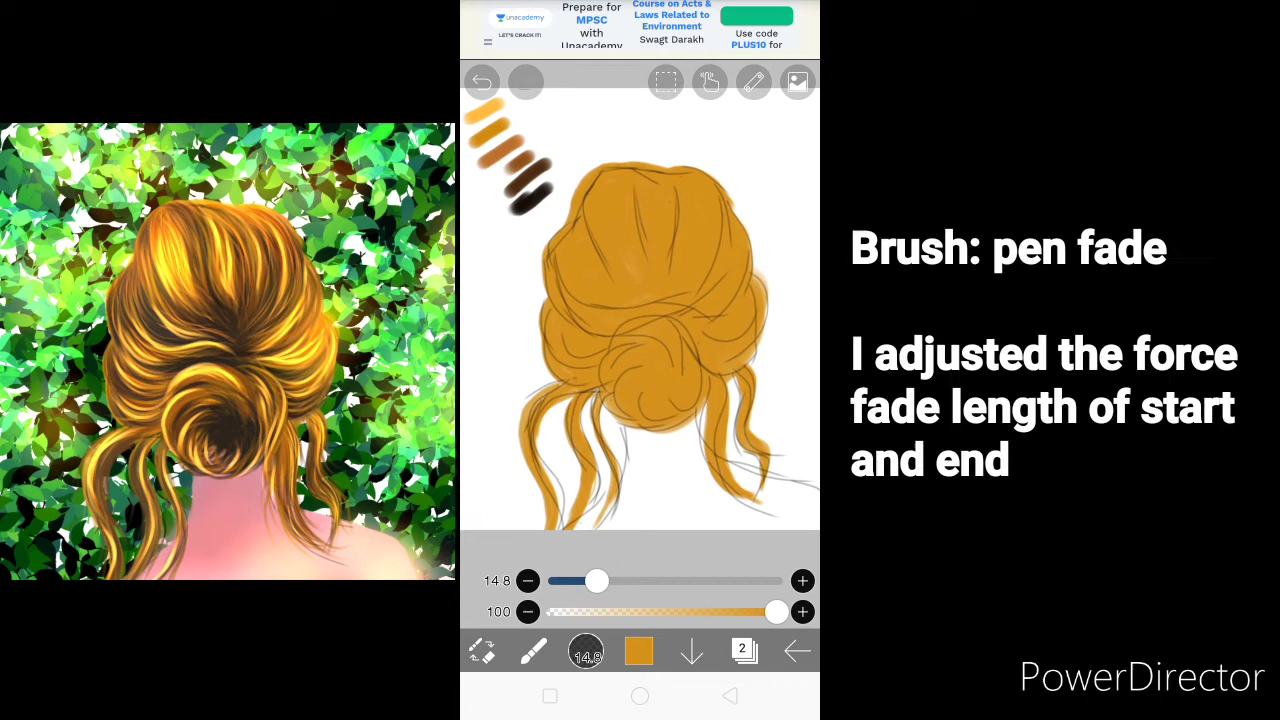 unacademy
LET'S CRACK IT!
Prepare for
MPSC
with
Unacademy
Course on Acts &
Laws Related to
Environment
Swagt Darakh
Use code
PLUS10 for
Brush: pen fade
I adjusted the force
fade length of start
and end
14.8
100
14.8
2
PowerDirector